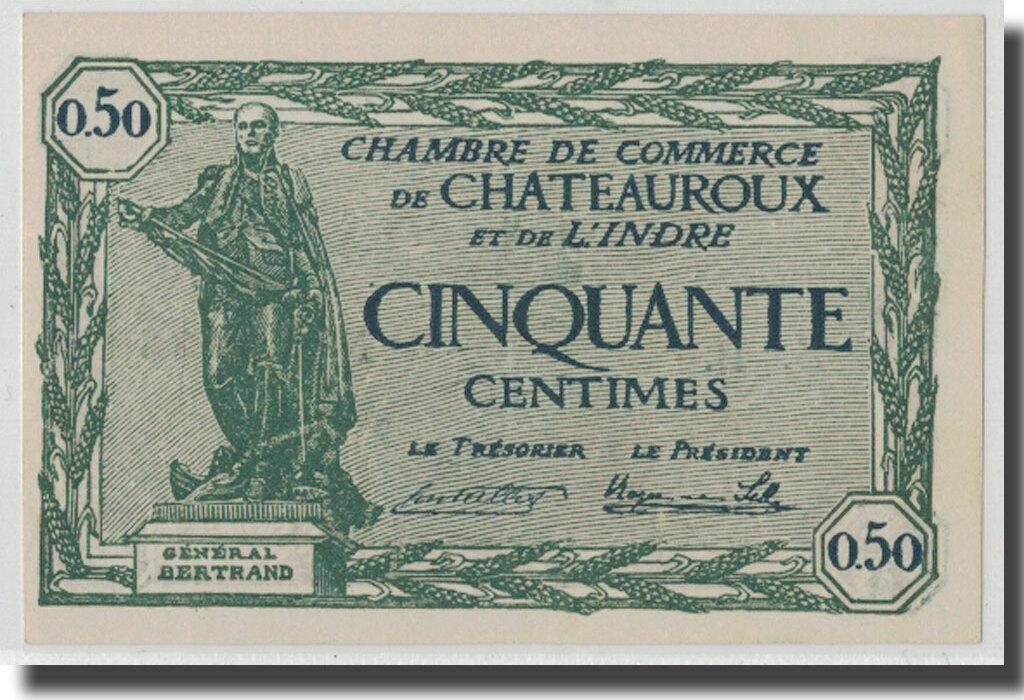 0.50
CHAMBRE DE COMMERCE
DE CHATEAUROUX
ET DE L'INDRE
CINQUANTE
CENTIMES
LE TRÉSORIER LE PRÉSIDENT
GÉNÉRAL
BERTRAND
0.50